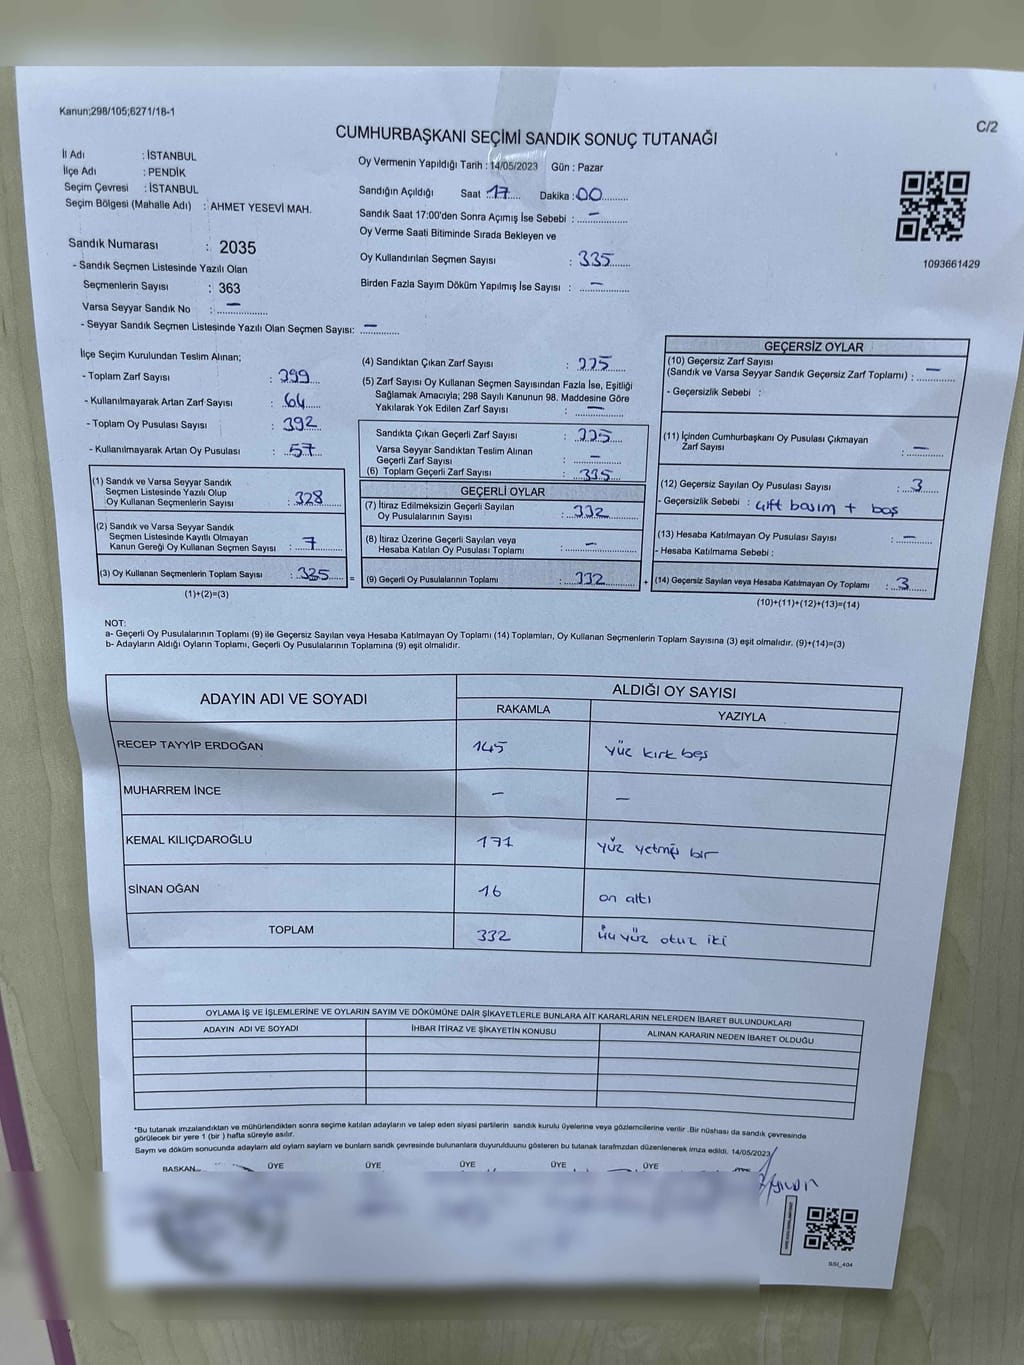 Kanun;298/105;6271/18-1
C/2
CUMHURBAŞKANI SEÇİMİ SANDIK SONUÇ TUTANAĞI
İl Adı : İSTANBUL
İlçe Adı : PENDİK
Seçim Çevresi : İSTANBUL
Seçim Bölgesi (Mahalle Adı) : AHMET YESEVİ MAH.
Sandık Numarası : 2035
- Sandık Seçmen Listesinde Yazılı Olan
Seçmenlerin Sayısı : 363
Varsa Seyyar Sandık No : –
- Seyyar Sandık Seçmen Listesinde Yazılı Olan Seçmen Sayısı: –
Oy Vermenin Yapıldığı Tarih : 14/05/2023 Gün : Pazar
Sandığın Açıldığı Saat 17 Dakika : 00
Sandık Saat 17:00'den Sonra Açımış İse Sebebi : –
Oy Verme Saati Bitiminde Sırada Bekleyen ve
Oy Kullandırılan Seçmen Sayısı : 335
Birden Fazla Sayım Döküm Yapılmış İse Sayısı : –
1093661429
İlçe Seçim Kurulundan Teslim Alınan;
- Toplam Zarf Sayısı : 399
- Kullanılmayarak Artan Zarf Sayısı : 64
- Toplam Oy Pusulası Sayısı : 392
- Kullanılmayarak Artan Oy Pusulası : 57
(1) Sandık ve Varsa Seyyar Sandık
Seçmen Listesinde Yazılı Olup
Oy Kullanan Seçmenlerin Sayısı : 328
(2) Sandık ve Varsa Seyyar Sandık
Seçmen Listesinde Kayıtlı Olmayan
Kanun Gereği Oy Kullanan Seçmen Sayısı : 7
(3) Oy Kullanan Seçmenlerin Toplam Sayısı : 335 =
(1)+(2)=(3)
(4) Sandıktan Çıkan Zarf Sayısı : 335
(5) Zarf Sayısı Oy Kullanan Seçmen Sayısından Fazla İse, Eşitliği
Sağlamak Amacıyla; 298 Sayılı Kanunun 98. Maddesine Göre
Yakılarak Yok Edilen Zarf Sayısı : –
Sandıkta Çıkan Geçerli Zarf Sayısı : 335
Varsa Seyyar Sandıktan Teslim Alınan
Geçerli Zarf Sayısı : –
(6) Toplam Geçerli Zarf Sayısı : 335
GEÇERLİ OYLAR
(7) İtiraz Edilmeksizin Geçerli Sayılan
Oy Pusulalarının Sayısı : 332
(8) İtiraz Üzerine Geçerli Sayılan veya
Hesaba Katılan Oy Pusulası Toplamı : –
(9) Geçerli Oy Pusulalarının Toplamı : 332 +
GEÇERSİZ OYLAR
(10) Geçersiz Zarf Sayısı
(Sandık ve Varsa Seyyar Sandık Geçersiz Zarf Toplamı) : –
- Geçersizlik Sebebi :
(11) İçinden Cumhurbaşkanı Oy Pusulası Çıkmayan
Zarf Sayısı : –
(12) Geçersiz Sayılan Oy Pusulası Sayısı : 3
- Geçersizlik Sebebi : çift basım + boş
(13) Hesaba Katılmayan Oy Pusulası Sayısı : –
- Hesaba Katılmama Sebebi :
(14) Geçersiz Sayılan veya Hesaba Katılmayan Oy Toplamı : 3
(10)+(11)+(12)+(13)=(14)
NOT:
a- Geçerli Oy Pusulalarının Toplamı (9) ile Geçersiz Sayılan veya Hesaba Katılmayan Oy Toplamı (14) Toplamları, Oy Kullanan Seçmenlerin Toplam Sayısına (3) eşit olmalıdır. (9)+(14)=(3)
b- Adayların Aldığı Oyların Toplamı, Geçerli Oy Pusulalarının Toplamına (9) eşit olmalıdır.
ADAYIN ADI VE SOYADI ALDIĞI OY SAYISI
RAKAMLA YAZIYLA
RECEP TAYYİP ERDOĞAN 145 yüz kırk beş
MUHARREM İNCE – –
KEMAL KILIÇDAROĞLU 171 yüz yetmiş bir
SİNAN OĞAN 16 on altı
TOPLAM 332 üç yüz otuz iki
OYLAMA İŞ VE İŞLEMLERİNE VE OYLARIN SAYIM VE DÖKÜMÜNE DAİR ŞİKAYETLERLE BUNLARA AİT KARARLARIN NELERDEN İBARET BULUNDUKLARI
ADAYIN ADI VE SOYADI İHBAR İTİRAZ VE ŞİKAYETİN KONUSU ALINAN KARARIN NEDEN İBARET OLDUĞU
*Bu tutanak imzalandıktan ve mühürlendikten sonra seçime katılan adayların ve talep eden siyasi partilerin sandık kurulu üyelerine veya gözlemcilerine verilir .Bir nüshası da sandık çevresinde
görülecek bir yere 1 (bir ) hafta süreyle asılır.
Sayım ve döküm sonucunda adayların ald oyların saylarn ve bunların sandk çevresinde bulunanlara duyurulduunu gösteren bu tutanak tarafmızdan düzenlenerek imza edildi. 14/05/2023
BAŞKAN ÜYE ÜYE ÜYE ÜYE ÜYE
SSI_404